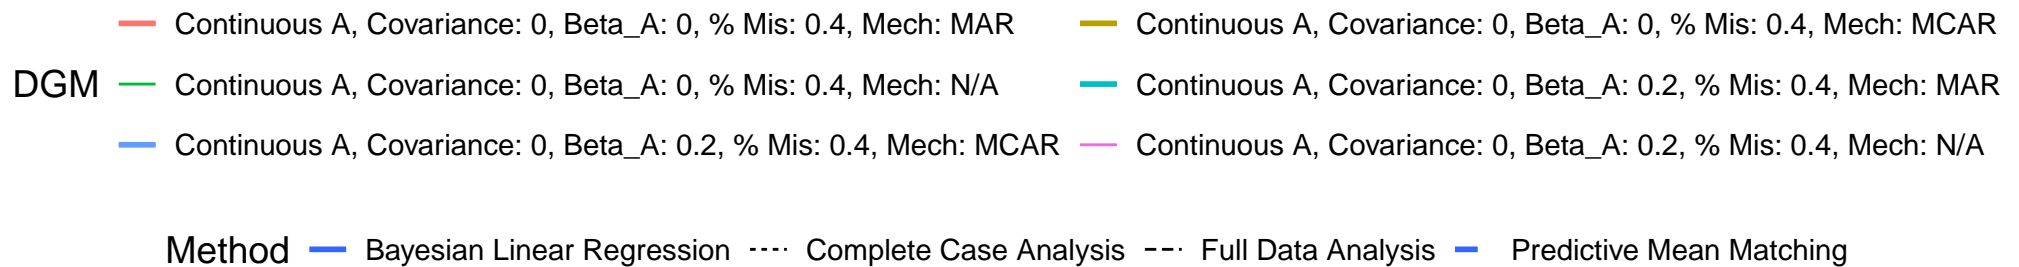 Continuous A, Covariance: 0, Beta_A: 0, % Mis: 0.4, Mech: MAR Continuous A, Covariance: 0, Beta_A: 0, % Mis: 0.4, Mech: MCAR
DGM Continuous A, Covariance: 0, Beta_A: 0, % Mis: 0.4, Mech: N/A Continuous A, Covariance: 0, Beta_A: 0.2, % Mis: 0.4, Mech: MAR
Continuous A, Covariance: 0, Beta_A: 0.2, % Mis: 0.4, Mech: MCAR Continuous A, Covariance: 0, Beta_A: 0.2, % Mis: 0.4, Mech: N/A
Method Bayesian Linear Regression Complete Case Analysis Full Data Analysis Predictive Mean Matching